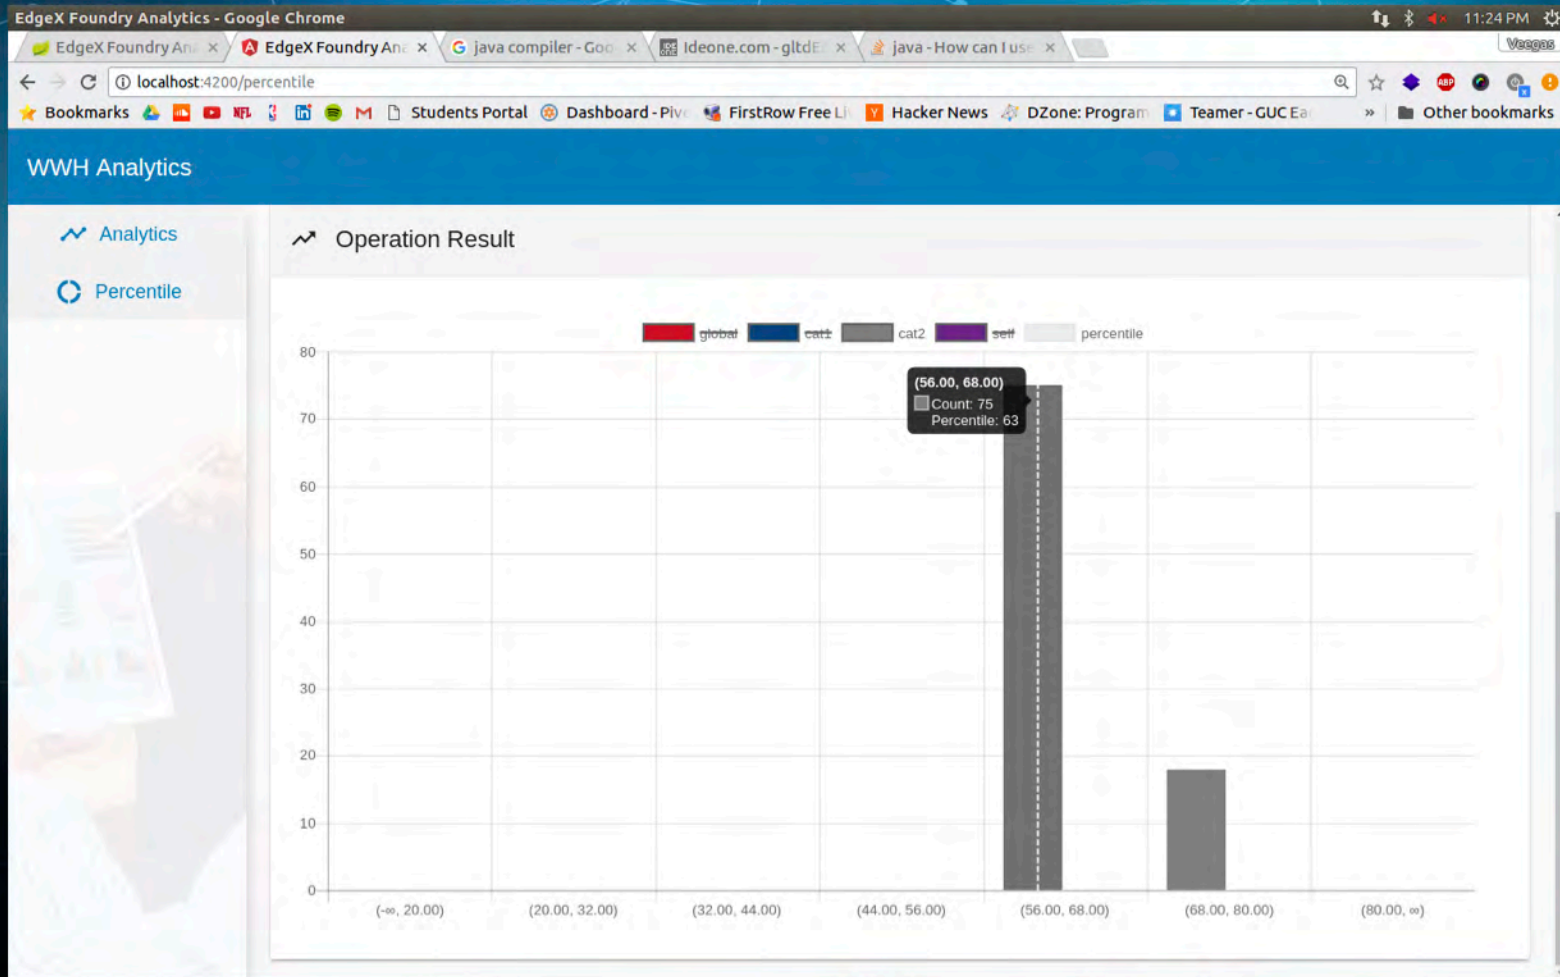 EdgeX Foundry Analytics - Google Chrome
11:24 PM
EdgeX Foundry An
EdgeX Foundry An
java compiler - Goo
Ideone.com - gltdE
java - How can I use
Veegas
localhost:4200/percentile
Bookmarks
NFL
Students Portal
Dashboard - Piv
FirstRow Free Li
Hacker News
DZone: Program
Teamer - GUC Ea
»
Other bookmarks
WWH Analytics
Analytics
Percentile
Operation Result
global cat1 cat2 self percentile
80
70
60
50
40
30
20
10
0
(56.00, 68.00)
Count: 75
Percentile: 63
(-∞, 20.00) (20.00, 32.00) (32.00, 44.00) (44.00, 56.00) (56.00, 68.00) (68.00, 80.00) (80.00, ∞)